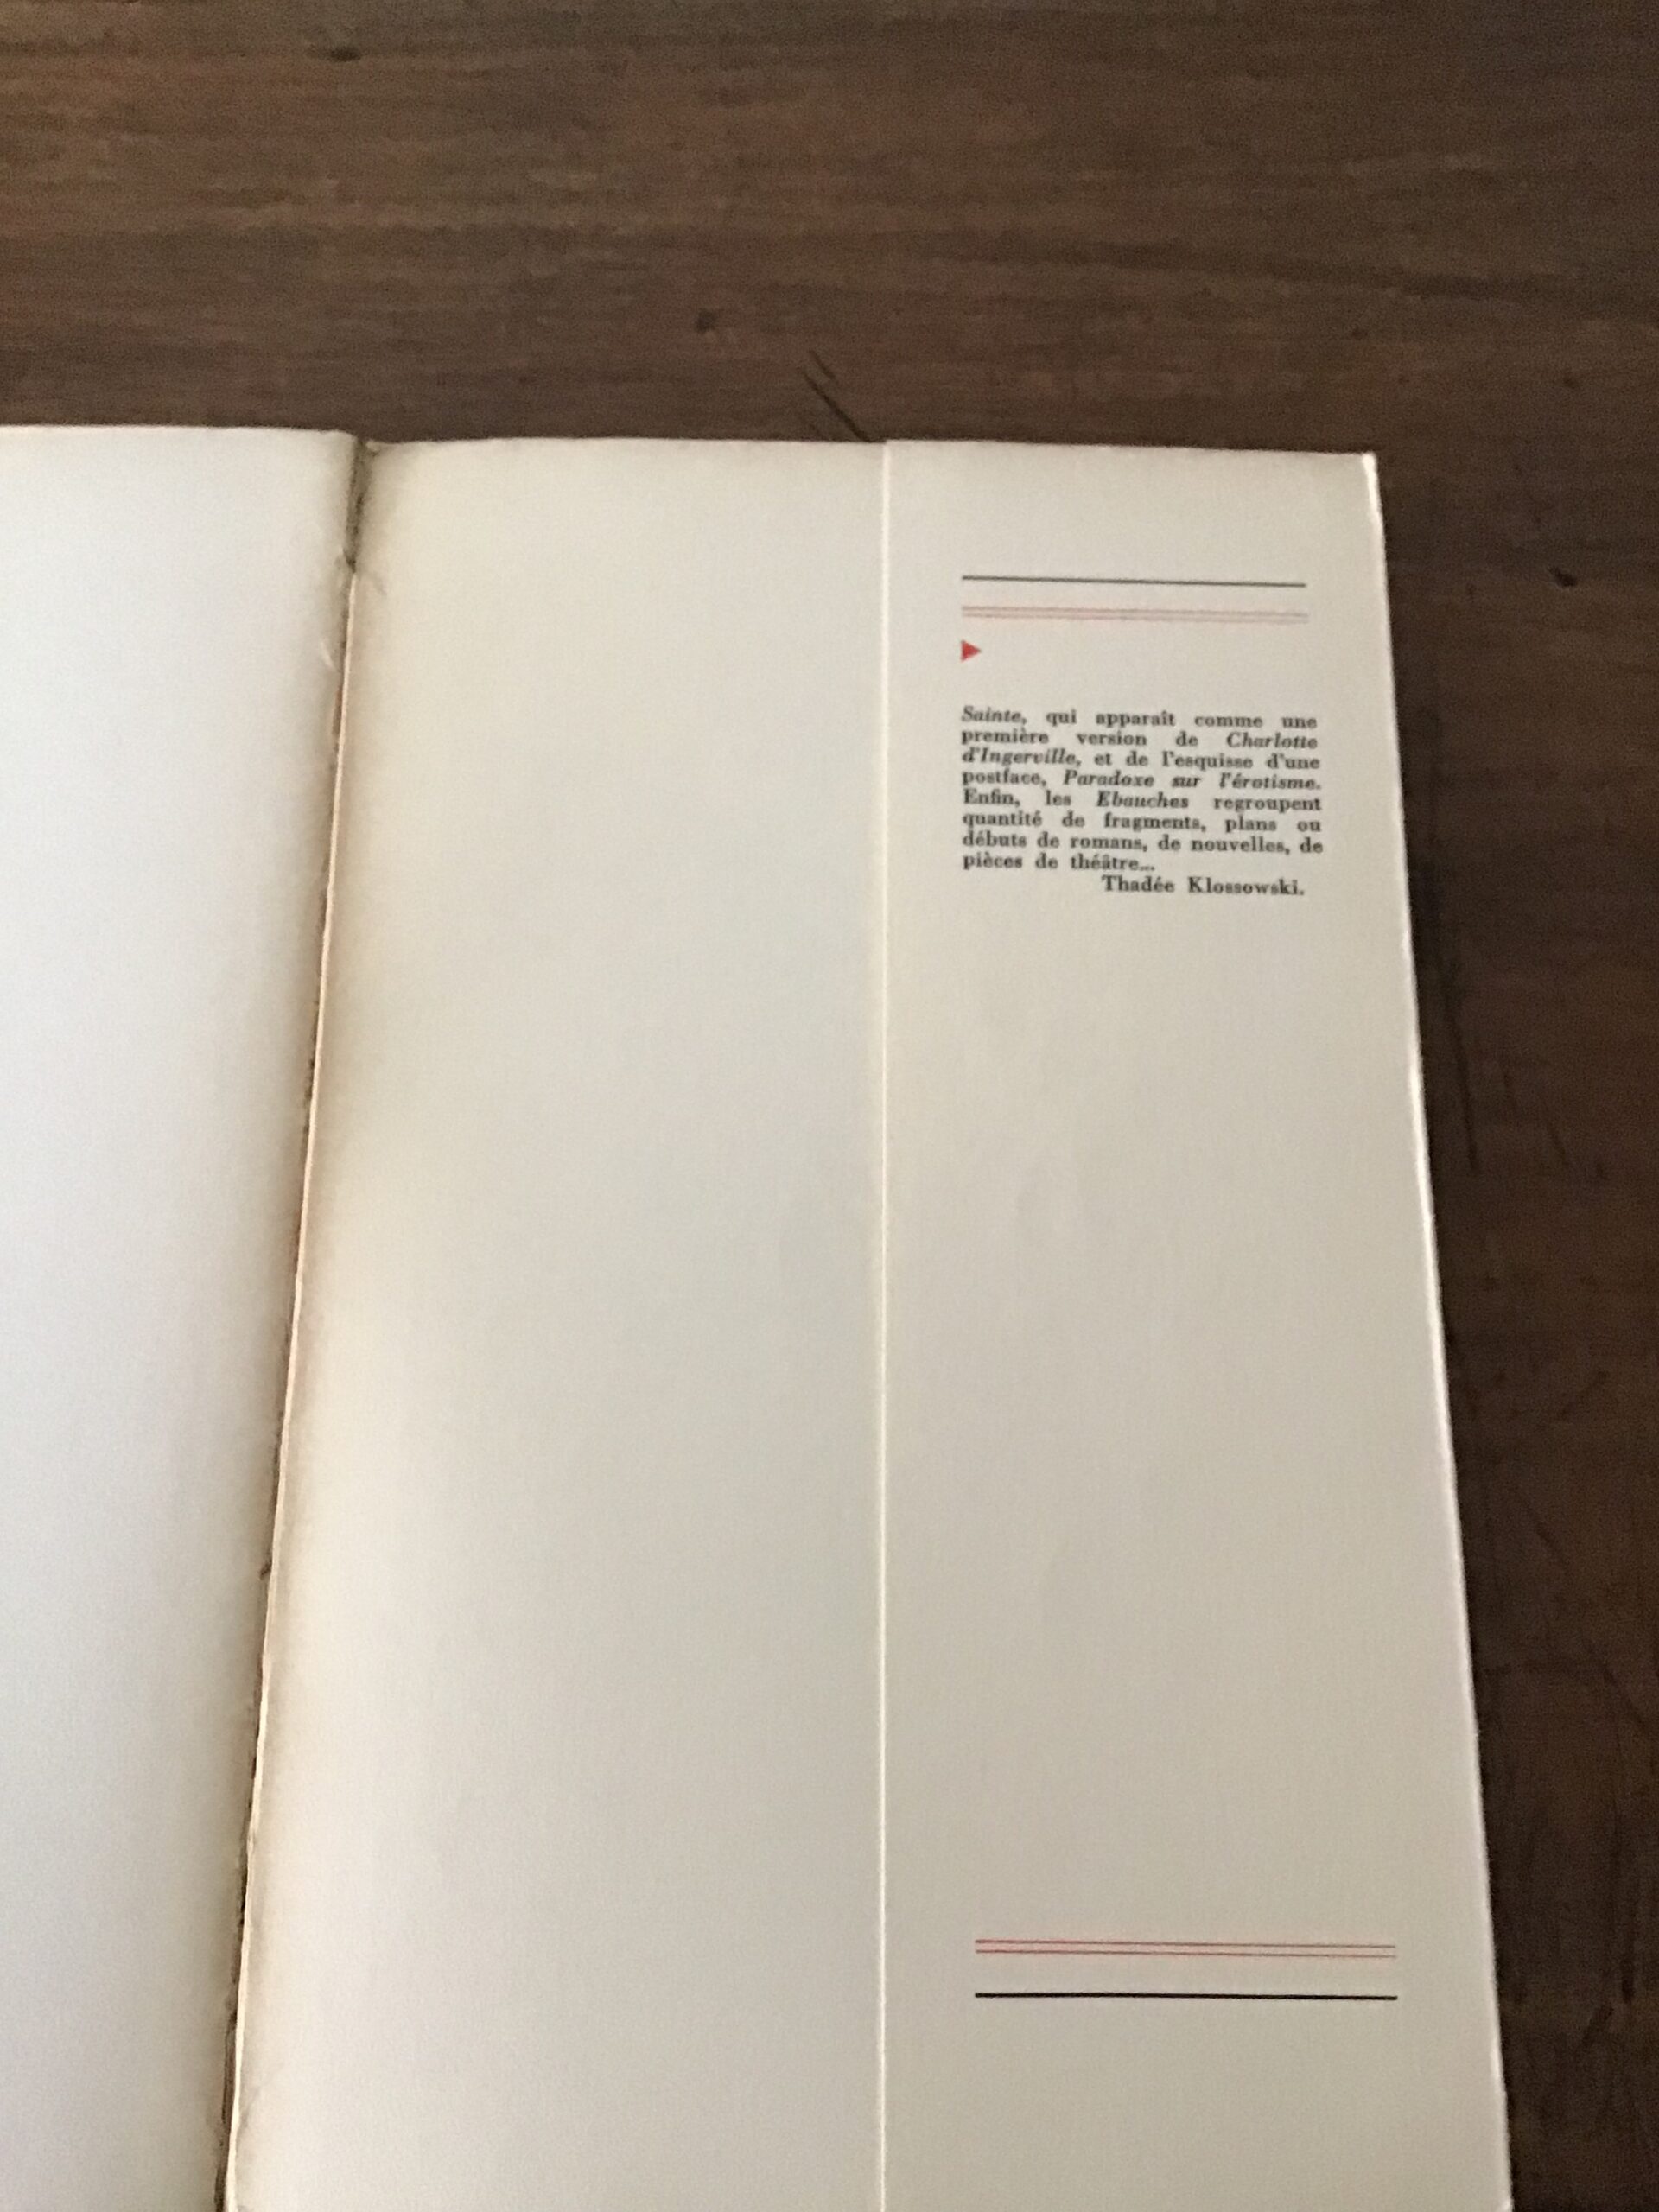 Sainte, qui apparaît comme une
première version de Charlotte
d'Ingerville, et de l'esquisse d'une
postface, Paradoxe sur l'érotisme.
Enfin, les Ebauches regroupent
quantité de fragments, plans ou
débuts de romans, de nouvelles, de
pièces de théâtre...
Thadée Klossowski.